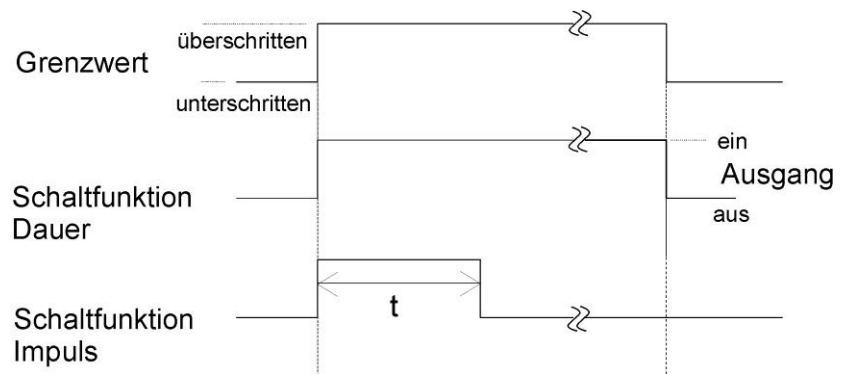 überschritten
Grenzwert
unterschritten
ein
Ausgang
aus
Schaltfunktion
Dauer
t
Schaltfunktion
Impuls